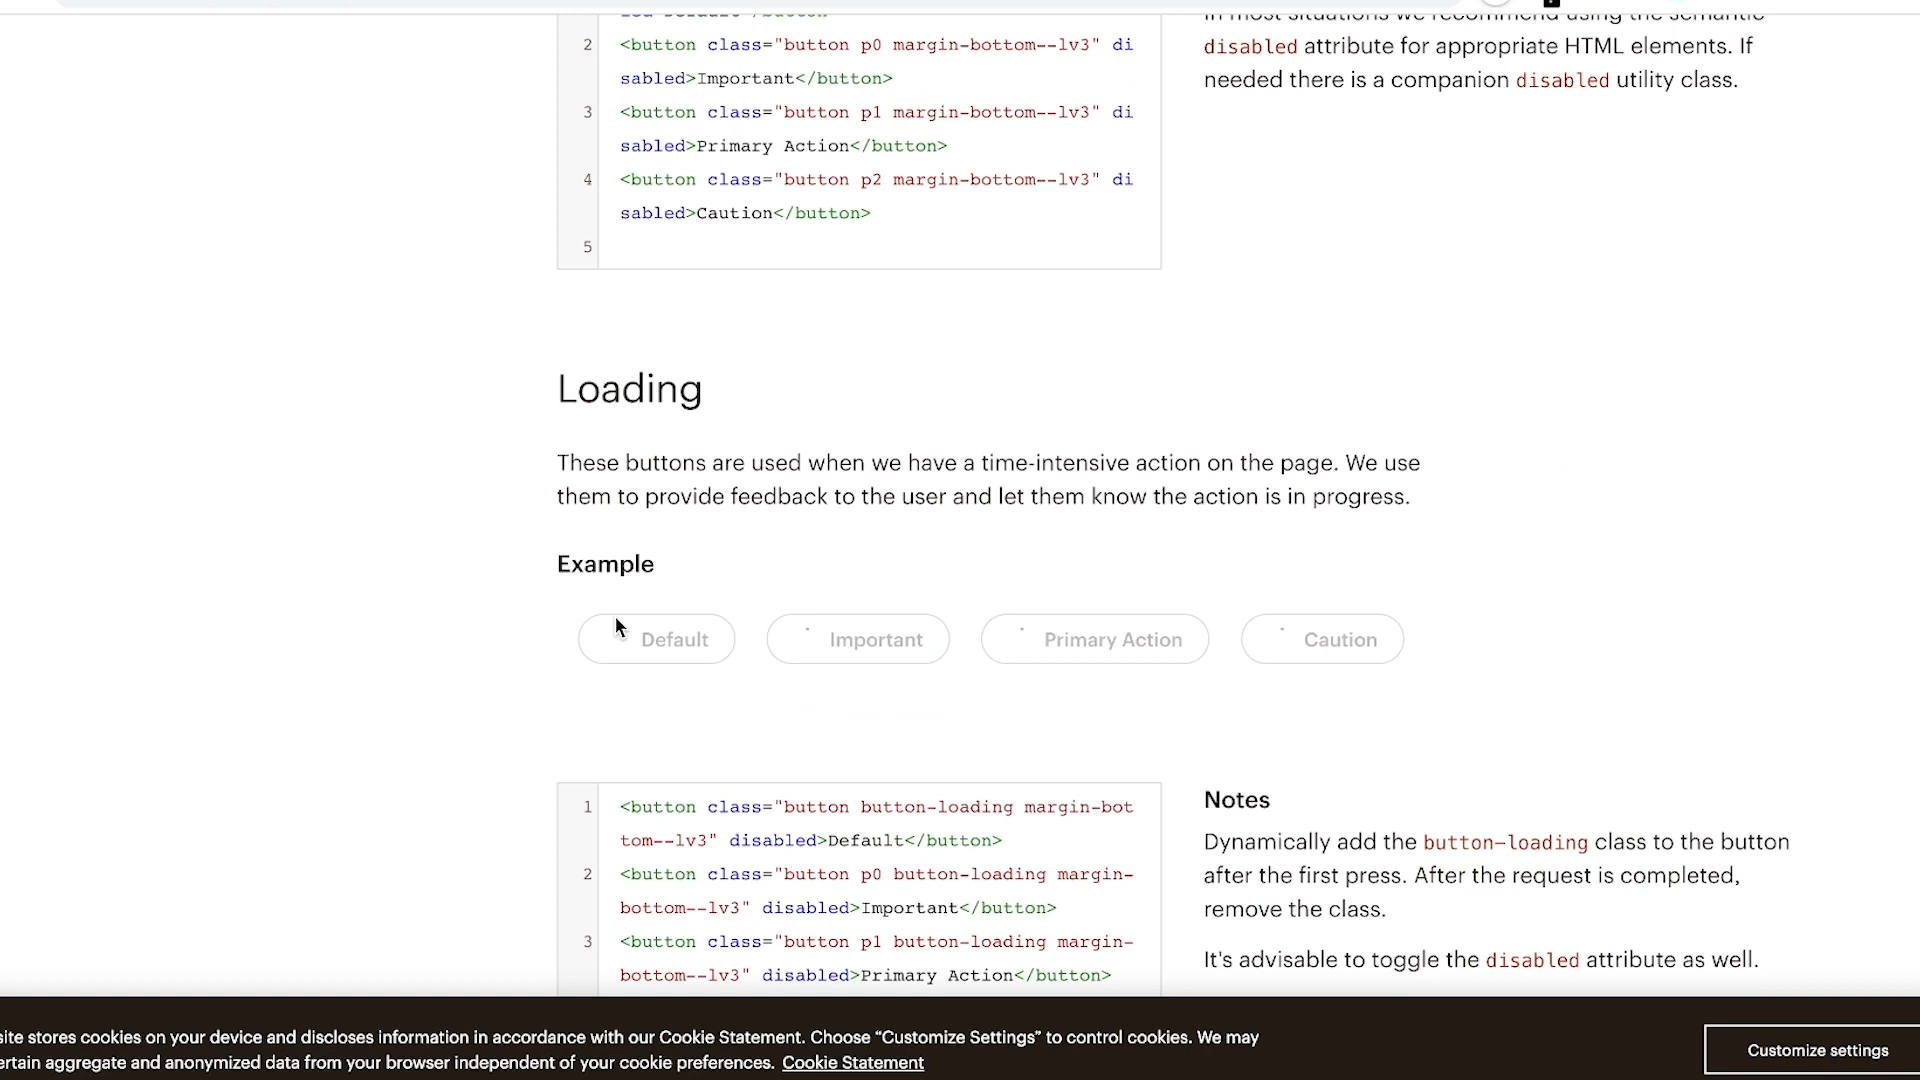 2 <button class="button p0 margin-bottom--lv3" di
sabled>Important</button>
3 <button class="button p1 margin-bottom--lv3" di
sabled>Primary Action</button>
4 <button class="button p2 margin-bottom--lv3" di
sabled>Caution</button>
5
In most situations we recommend using the semantic
disabled attribute for appropriate HTML elements. If
needed there is a companion disabled utility class.
Loading
These buttons are used when we have a time-intensive action on the page. We use
them to provide feedback to the user and let them know the action is in progress.
Example
Default Important Primary Action Caution
1 <button class="button button-loading margin-bot
tom--lv3" disabled>Default</button>
2 <button class="button p0 button-loading margin-
bottom--lv3" disabled>Important</button>
3 <button class="button p1 button-loading margin-
bottom--lv3" disabled>Primary Action</button>
Notes
Dynamically add the button-loading class to the button
after the first press. After the request is completed,
remove the class.
It's advisable to toggle the disabled attribute as well.
site stores cookies on your device and discloses information in accordance with our Cookie Statement. Choose “Customize Settings” to control cookies. We may
ertain aggregate and anonymized data from your browser independent of your cookie preferences. Cookie Statement
Customize settings